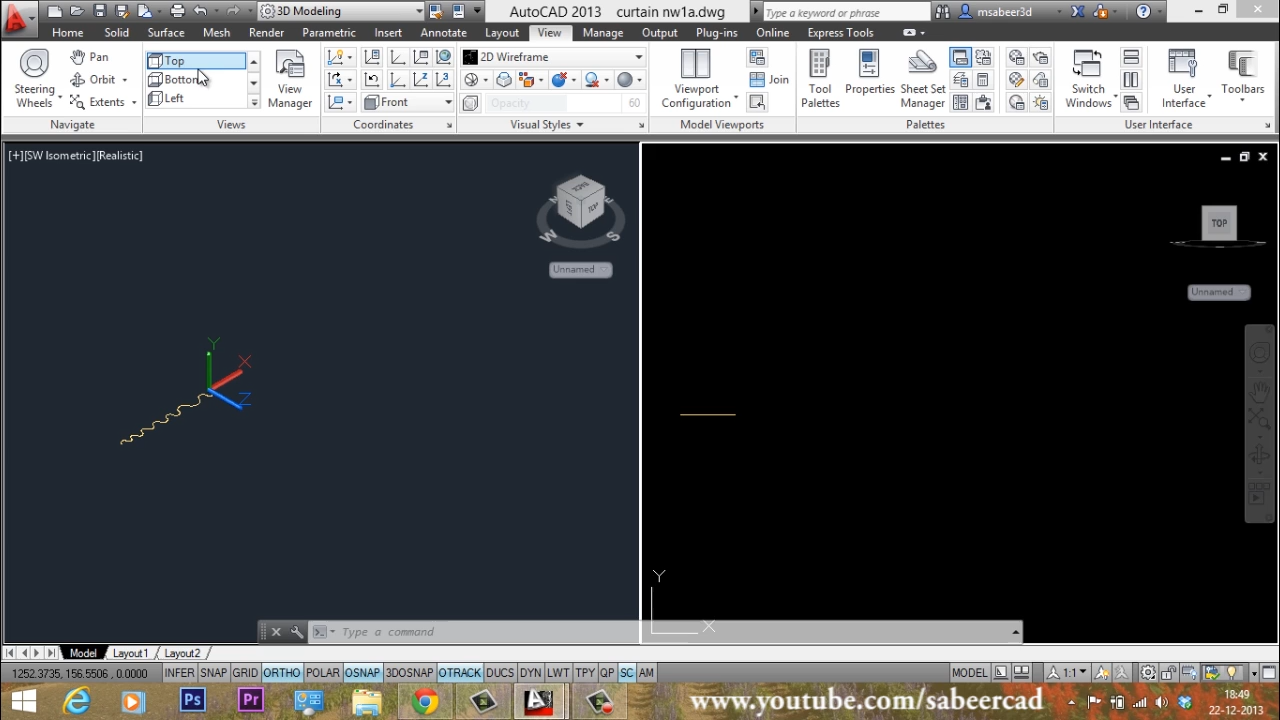 3D Modeling AutoCAD 2013 curtain nw1a.dwg Type a keyword or phrase msabeer3d
Home Solid Surface Mesh Render Parametric Insert Annotate Layout View Manage Output Plug-ins Online Express Tools
Pan
Orbit
Extents
Steering
Wheels
Navigate
Top
Bottom
Left
View
Manager
Views
Front
Coordinates
2D Wireframe
Opacity 60
Visual Styles
Viewport
Configuration
Join
Model Viewports
Tool
Palettes
Properties
Sheet Set
Manager
Palettes
Switch
Windows
User
Interface
Toolbars
User Interface
[+][SW Isometric][Realistic]
TOP
W S
Unnamed
Y
X
Z
TOP
Unnamed
Y
X
Type a command
Model Layout1 Layout2
1252.3735, 156.5506, 0.0000 INFER SNAP GRID ORTHO POLAR OSNAP 3DOSNAP OTRACK DUCS DYN LWT TPY QP SC AM MODEL 1:1
Ps Pr www.youtube.com/sabeercad 18:49
22-12-2013